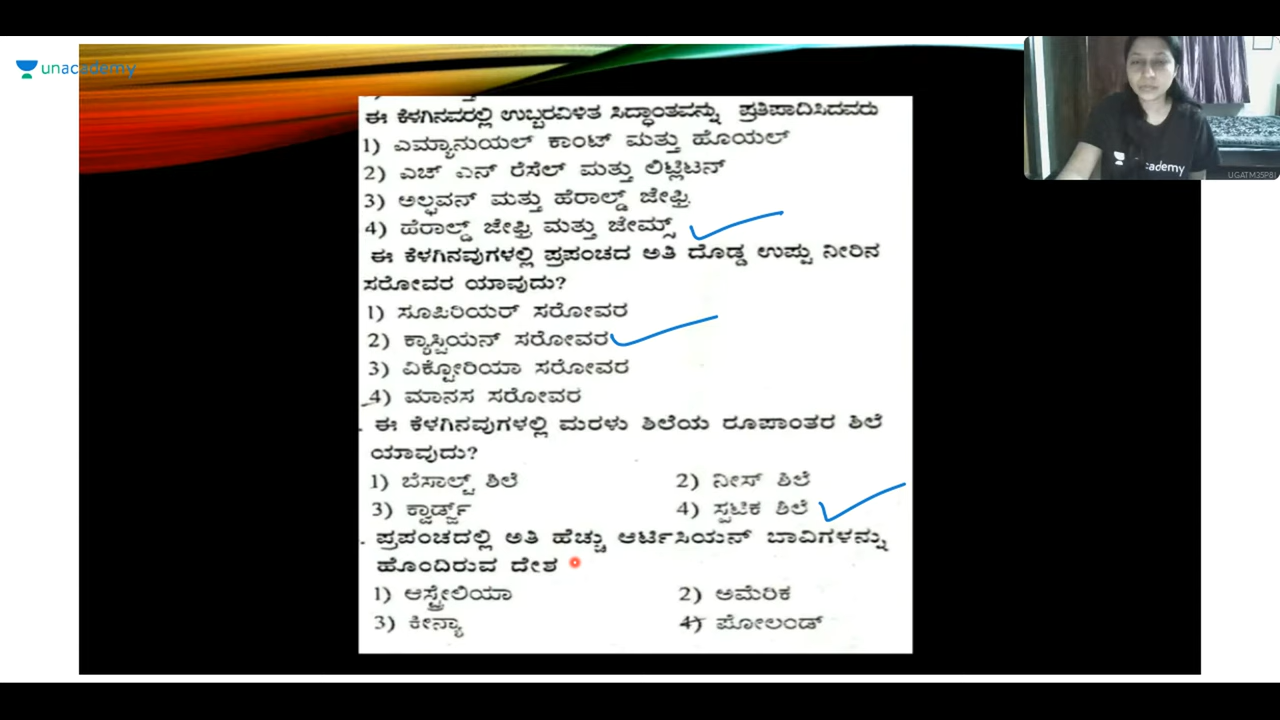 unacademy
ಈ ಕೆಳಗಿನವರಲ್ಲಿ ಉಬ್ಬರವಿಳಿತ ಸಿದ್ಧಾಂತವನ್ನು ಪ್ರತಿಪಾದಿಸಿದವರು
1) ಎಮ್ಯಾನುಯಲ್ ಕಾಂಟ್ ಮತ್ತು ಹೊಯಲ್
2) ಎಚ್ ಎನ್ ರೆಸೆಲ್ ಮತ್ತು ಲಿಟ್ಲಿಟನ್
3) ಅಲ್ಫವನ್ ಮತ್ತು ಹೆರಾಲ್ಡ್ ಜೇಫ್ರಿ
4) ಹೆರಾಲ್ಡ್ ಜೇಫ್ರಿ ಮತ್ತು ಜೇಮ್ಸ್
ಈ ಕೆಳಗಿನವುಗಳಲ್ಲಿ ಪ್ರಪಂಚದ ಅತಿ ದೊಡ್ಡ ಉಪ್ಪು ನೀರಿನ
ಸರೋವರ ಯಾವುದು?
1) ಸೂಪಿರಿಯರ್ ಸರೋವರ
2) ಕ್ಯಾಸ್ಪಿಯನ್ ಸರೋವರ
3) ವಿಕ್ಟೋರಿಯಾ ಸರೋವರ
4) ಮಾನಸ ಸರೋವರ
ಈ ಕೆಳಗಿನವುಗಳಲ್ಲಿ ಮರಳು ಶಿಲೆಯ ರೂಪಾಂತರ ಶಿಲೆ
ಯಾವುದು?
1) ಬೆಸಾಲ್ಟ್ ಶಿಲೆ 2) ನೀಸ್ ಶಿಲೆ
3) ಕ್ವಾರ್ಡ್ಜ್ 4) ಸ್ಪಟಿಕ ಶಿಲೆ
ಪ್ರಪಂಚದಲ್ಲಿ ಅತಿ ಹೆಚ್ಚು ಆರ್ಟಿಸಿಯನ್ ಬಾವಿಗಳನ್ನು
ಹೊಂದಿರುವ ದೇಶ
1) ಆಸ್ಟ್ರೇಲಿಯಾ 2) ಅಮೆರಿಕ
3) ಕೀನ್ಯಾ 4) ಪೋಲಂಡ್
UGATM3SP81